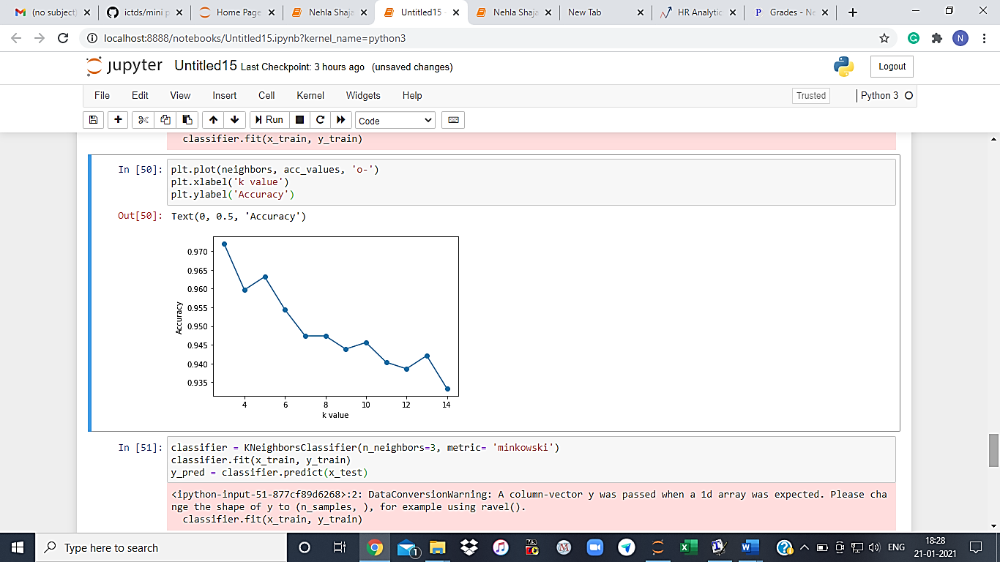 (no subject) ictds/mini p Home Page Nehla Shaja Untitled15 - Nehla Shaja New Tab HR Analytic P Grades - Ne
localhost:8888/notebooks/Untitled15.ipynb?kernel_name=python3 G N
jupyter Untitled15 Last Checkpoint: 3 hours ago (unsaved changes) Logout
File Edit View Insert Cell Kernel Widgets Help Trusted Python 3
Run Code
classifier.fit(x_train, y_train)
In [50]: plt.plot(neighbors, acc_values, 'o-')
plt.xlabel('k value')
plt.ylabel('Accuracy')
Out[50]: Text(0, 0.5, 'Accuracy')
0.970
0.965
0.960
0.955
0.950
0.945
0.940
0.935
Accuracy
4 6 8 10 12 14
k value
In [51]: classifier = KNeighborsClassifier(n_neighbors=3, metric= 'minkowski')
classifier.fit(x_train, y_train)
y_pred = classifier.predict(x_test)
<ipython-input-51-877cf89d6268>:2: DataConversionWarning: A column-vector y was passed when a 1d array was expected. Please cha
nge the shape of y to (n_samples, ), for example using ravel().
classifier.fit(x_train, y_train)
Type here to search 1 ENG 18:28
21-01-2021